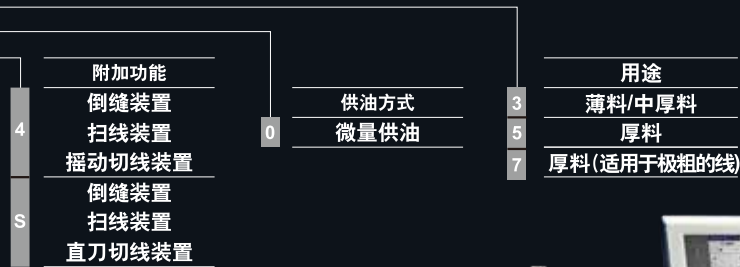 附加功能
4
倒缝装置
扫线装置
摇动切线装置
S
倒缝装置
扫线装置
直刀切线装置
供油方式
0
微量供油
用途
3
薄料/中厚料
5
厚料
7
厚料(适用于极粗的线)